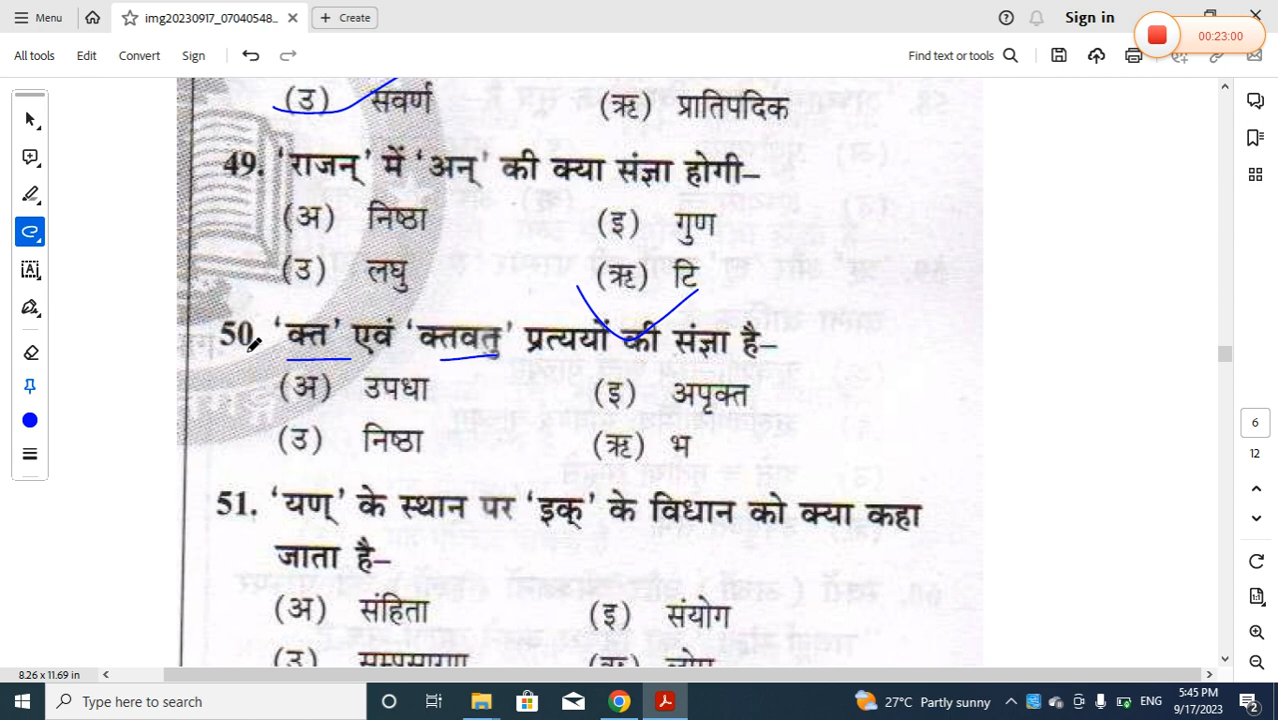 Menu
img20230917_07040548...
Create
Sign in
00:23:00
All tools
Edit
Convert
Sign
Find text or tools
(उ) सवर्ण (ऋ) प्रातिपदिक
49. 'राजन्' में 'अन्' की क्या संज्ञा होगी–
(अ) निष्ठा (इ) गुण
(उ) लघु (ऋ) टि
50. 'क्त' एवं 'क्तवतु' प्रत्ययों की संज्ञा है–
(अ) उपधा (इ) अपृक्त
(उ) निष्ठा (ऋ) भ
51. 'यण्' के स्थान पर 'इक्' के विधान को क्या कहा
जाता है–
(अ) संहिता (इ) संयोग
6
12
8.26 x 11.69 in
Type here to search
27°C Partly sunny
ENG
5:45 PM
9/17/2023
2